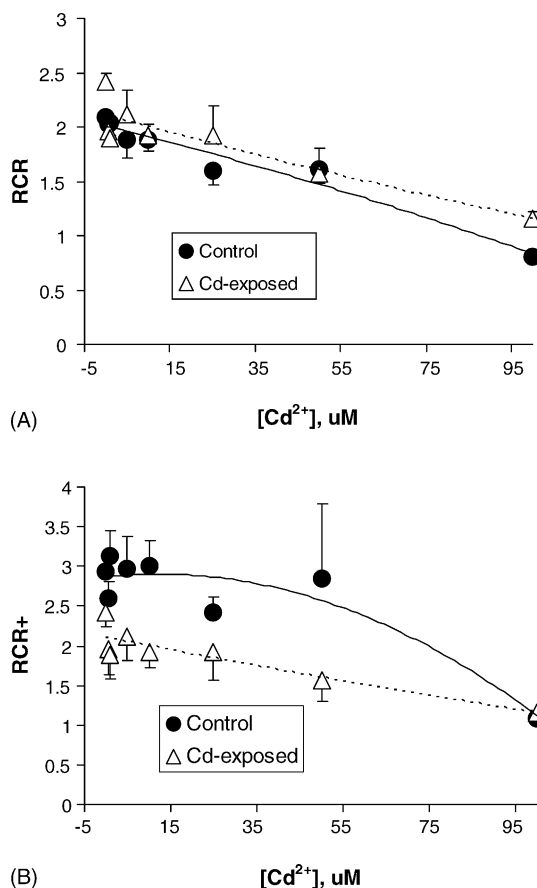 3
2.5
2
1.5
1
0.5
0
RCR
Control
Cd-exposed
-5 15 35 55 75 95
(A)
[Cd²⁺], uM
4
3.5
3
2.5
2
1.5
1
0.5
0
RCR+
Control
Cd-exposed
-5 15 35 55 75 95
(B)
[Cd²⁺], uM